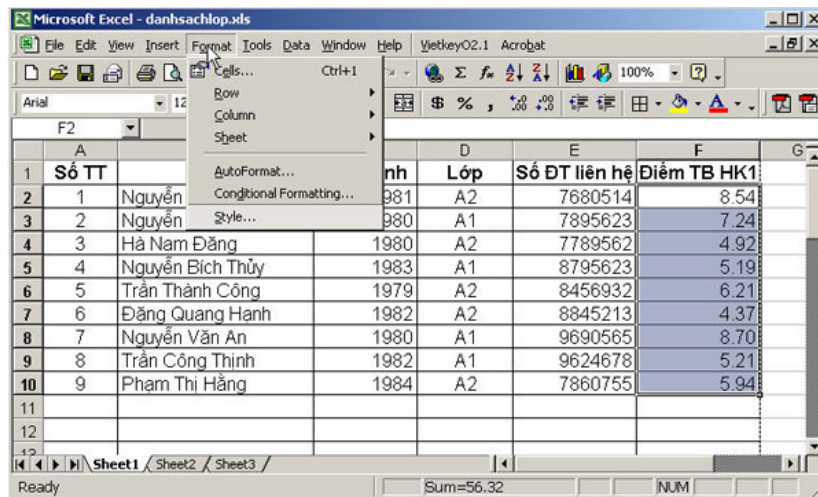 Microsoft Excel - danhsachlop.xls
File Edit View Insert Format Tools Data Window Help VietkeyO2.1 Acrobat
Σ fx 100%
Arial 12 $ % ,
F2
Cells... Ctrl+1
Row
Column
Sheet
AutoFormat...
Conditional Formatting...
Style...
A D E F G
1 Số TT nh Lớp Số ĐT liên hệ Điểm TB HK1
2 1 Nguyễn 981 A2 7680514 8.54
3 2 Nguyễn 980 A1 7895623 7.24
4 3 Hà Nam Đăng 1980 A2 7789562 4.92
5 4 Nguyễn Bích Thủy 1983 A1 8795623 5.19
6 5 Trần Thành Công 1979 A2 8456932 6.21
7 6 Đặng Quang Hạnh 1982 A2 8845213 4.37
8 7 Nguyễn Văn An 1980 A1 9690565 8.70
9 8 Trần Công Thịnh 1982 A1 9624678 5.21
10 9 Phạm Thị Hằng 1984 A2 7860755 5.94
11
12
Sheet1 Sheet2 Sheet3
Ready Sum=56.32 NUM